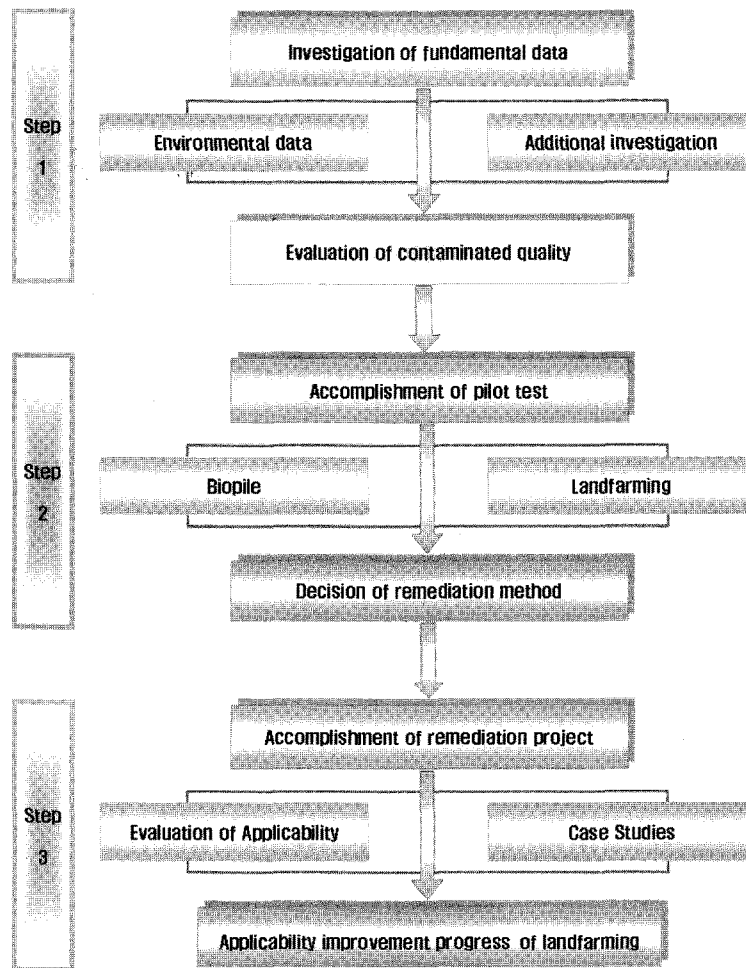 Investigation of fundamental data
Step
1
Environmental data
Additional investigation
Evaluation of contaminated quality
Accomplishment of pilot test
Step
2
Biopile
Landfarming
Decision of remediation method
Accomplishment of remediation project
Step
3
Evaluation of Applicability
Case Studies
Applicability improvement progress of landfarming